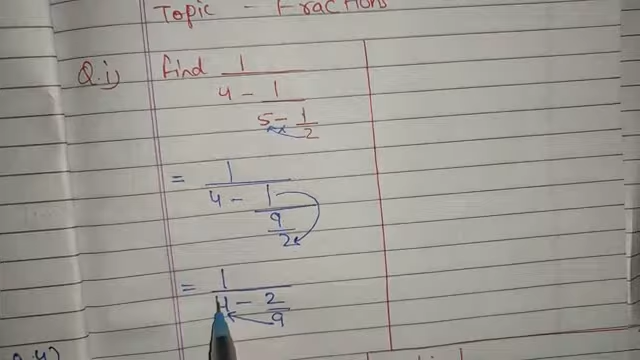 Topic - Fractions
Q.i) Find 1
4 - 1
5 - 1
2
= 1
4 - 1
9
2
= 1
4 - 2
9